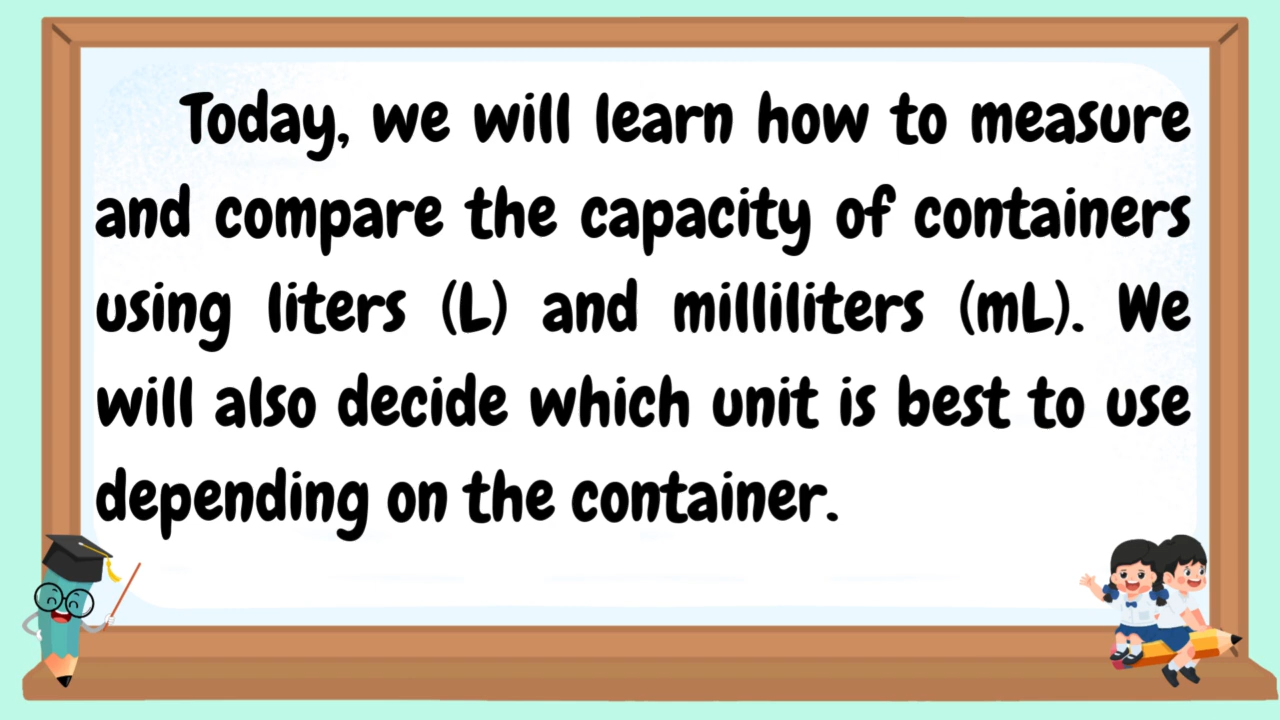 Today, we will learn how to measure
and compare the capacity of containers
using liters (L) and milliliters (mL). We
will also decide which unit is best to use
depending on the container.